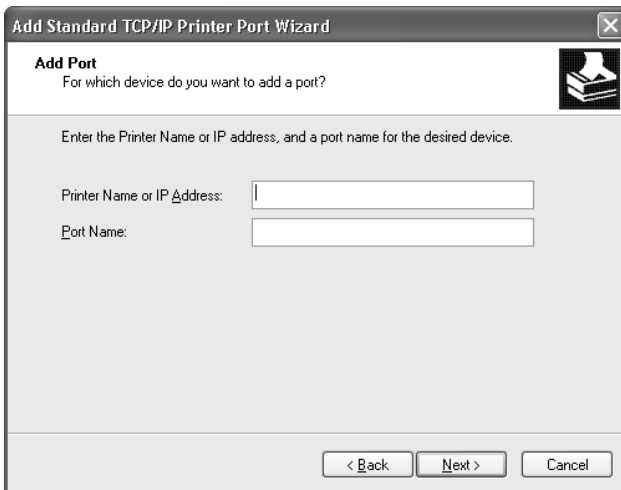 Add Standard TCP/IP Printer Port Wizard
Add Port
For which device do you want to add a port?
Enter the Printer Name or IP address, and a port name for the desired device.
Printer Name or IP Address:
Port Name:
< Back Next > Cancel